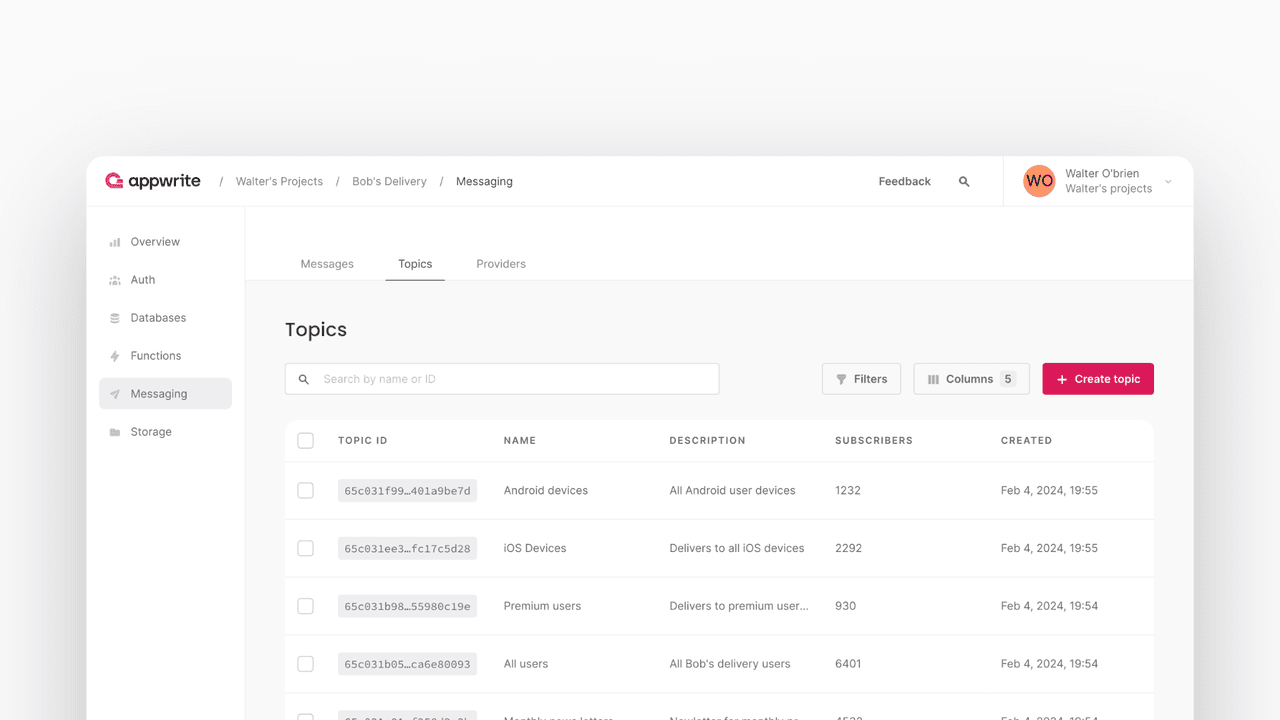 appwrite / Walter's Projects / Bob's Delivery / Messaging
Feedback
WO
Walter O'brien
Walter's projects
Overview
Auth
Databases
Functions
Messaging
Storage
Messages Topics Providers
Topics
Search by name or ID
Filters
Columns 5
+ Create topic
TOPIC ID NAME DESCRIPTION SUBSCRIBERS CREATED
65c031f99…401a9be7d Android devices All Android user devices 1232 Feb 4, 2024, 19:55
65c031ee3…fc17c5d28 iOS Devices Delivers to all iOS devices 2292 Feb 4, 2024, 19:55
65c031b98…55980c19e Premium users Delivers to premium user… 930 Feb 4, 2024, 19:54
65c031b05…ca6e80093 All users All Bob's delivery users 6401 Feb 4, 2024, 19:54